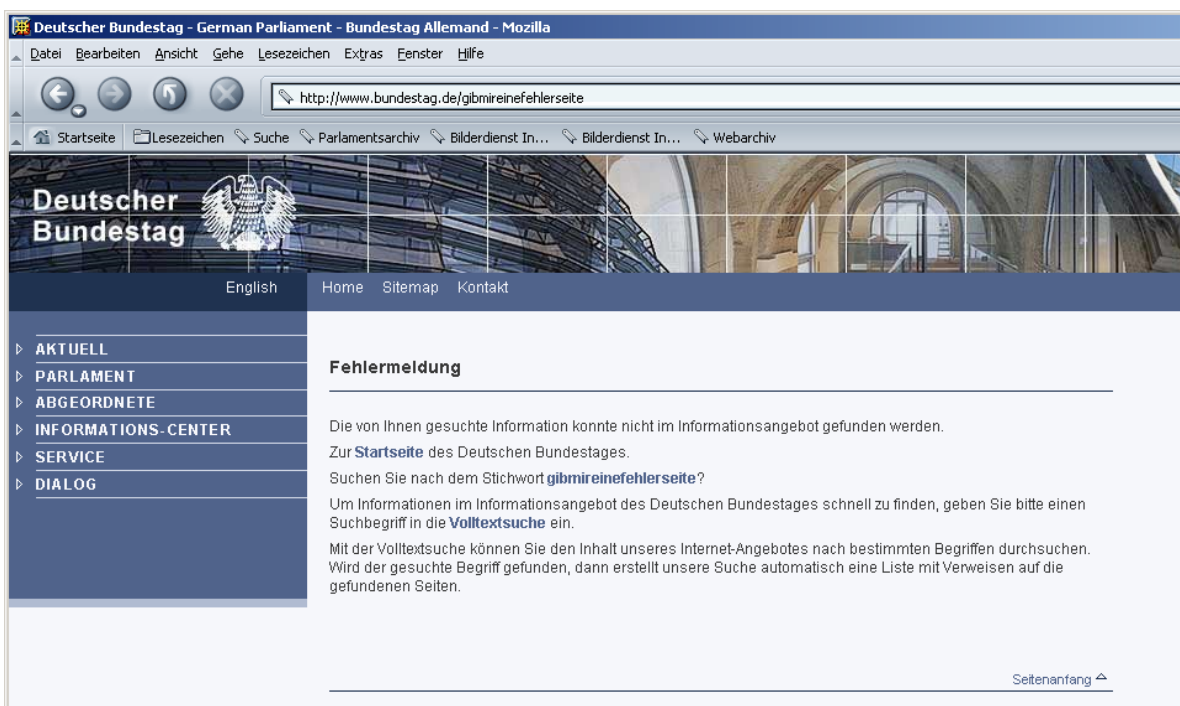 Deutscher Bundestag - German Parliament - Bundestag Allemand - Mozilla
Datei Bearbeiten Ansicht Gehe Lesezeichen Extras Fenster Hilfe
http://www.bundestag.de/gibmireinefehlerseite
Startseite Lesezeichen Suche Parlamentsarchiv Bilderdienst In... Bilderdienst In... Webarchiv
Deutscher
Bundestag
English Home Sitemap Kontakt
AKTUELL
PARLAMENT
ABGEORDNETE
INFORMATIONS-CENTER
SERVICE
DIALOG
Fehlermeldung
Die von Ihnen gesuchte Information konnte nicht im Informationsangebot gefunden werden.
Zur Startseite des Deutschen Bundestages.
Suchen Sie nach dem Stichwort gibmireinefehlerseite?
Um Informationen im Informationsangebot des Deutschen Bundestages schnell zu finden, geben Sie bitte einen
Suchbegriff in die Volltextsuche ein.
Mit der Volltextsuche können Sie den Inhalt unseres Internet-Angebotes nach bestimmten Begriffen durchsuchen.
Wird der gesuchte Begriff gefunden, dann erstellt unsere Suche automatisch eine Liste mit Verweisen auf die
gefundenen Seiten.
Seitenanfang